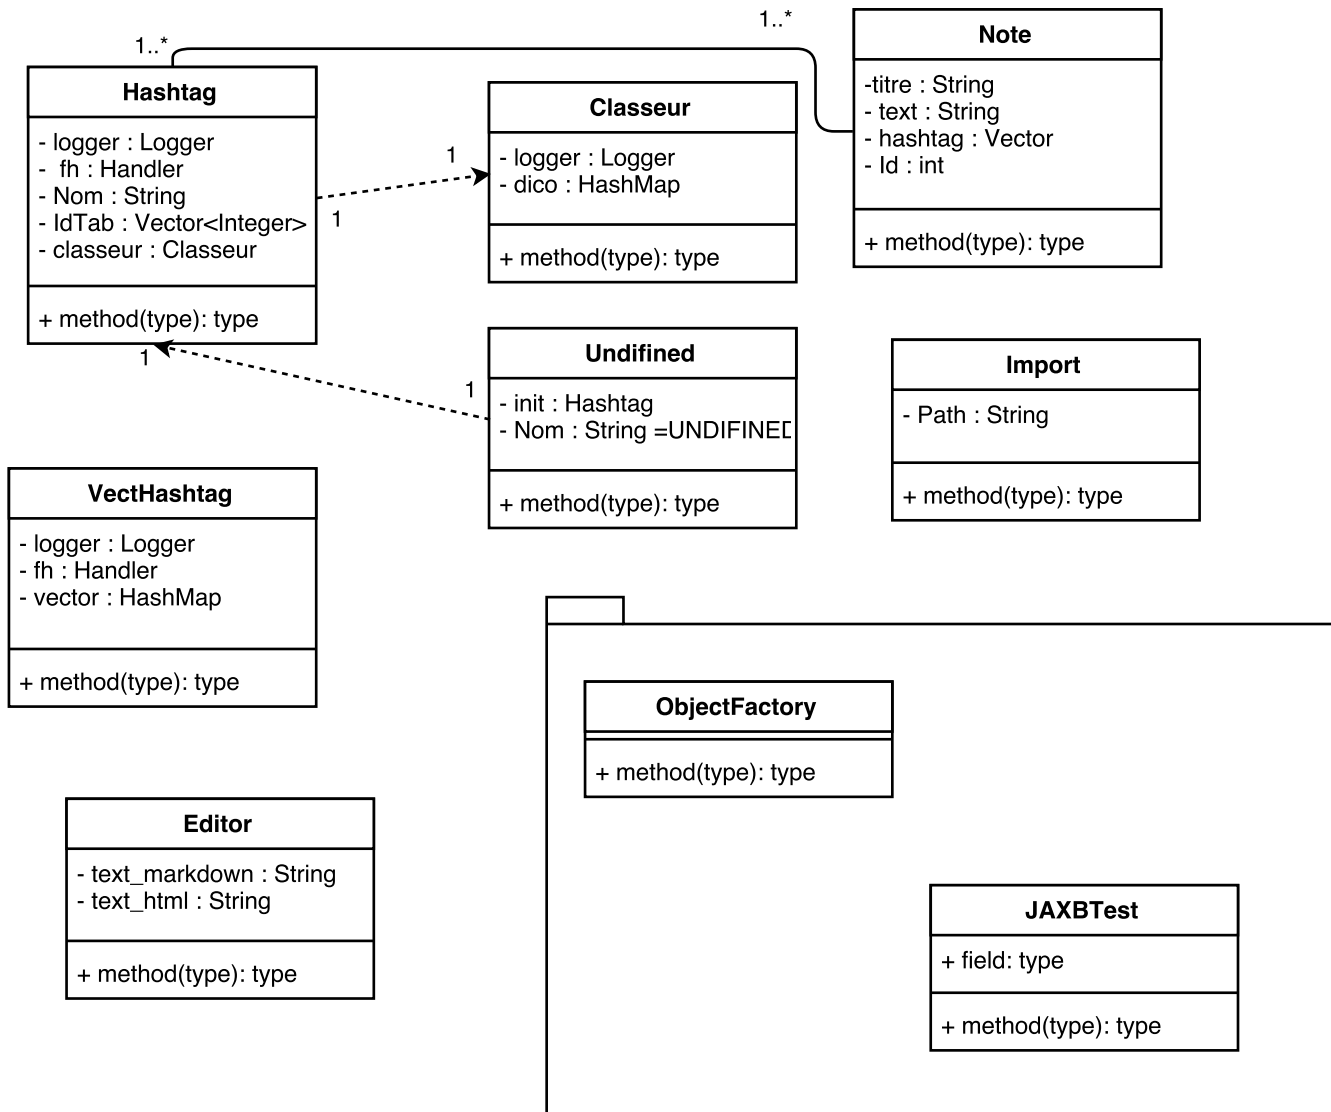 1..*
1..*
Hashtag
- logger : Logger
-  fh : Handler
- Nom : String
- IdTab : Vector<Integer>
- classeur : Classeur
+ method(type): type
1
1
Classeur
- logger : Logger
- dico : HashMap
+ method(type): type
Note
-titre : String
- text : String
- hashtag : Vector
- Id : int
+ method(type): type
1
1
Undifined
- init : Hashtag
- Nom : String =UNDIFINED
+ method(type): type
Import
- Path : String
+ method(type): type
VectHashtag
- logger : Logger
- fh : Handler
- vector : HashMap
+ method(type): type
ObjectFactory
+ method(type): type
Editor
- text_markdown : String
- text_html : String
+ method(type): type
JAXBTest
+ field: type
+ method(type): type